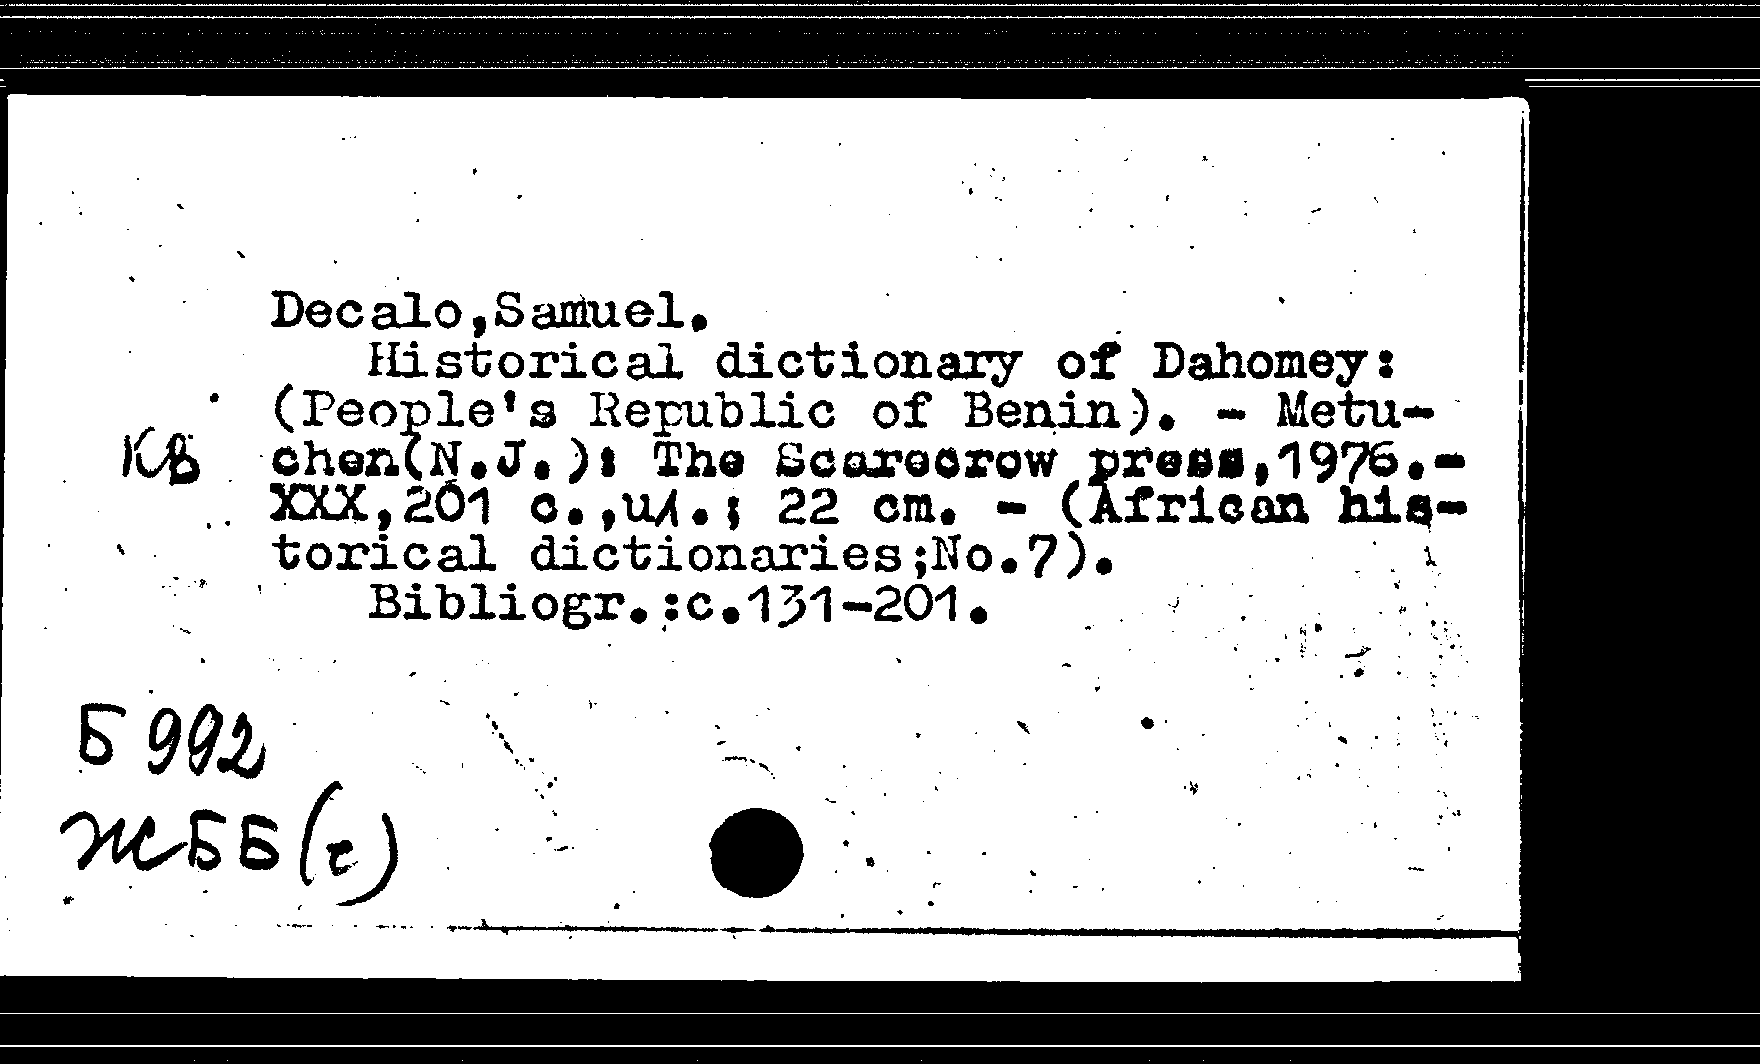 Decalo,Samuel.
Historical dictionary of Dahomey:
(People's Republic of Benin). - Metu-
КВ
chen(N.J.): The Scarecrow press,1976.-
XXX,201 c.,ил.; 22 cm. - (African his-
torical dictionaries;No.7).
Bibliogr.:c.131-201.
Б 992
ЖББ(г)